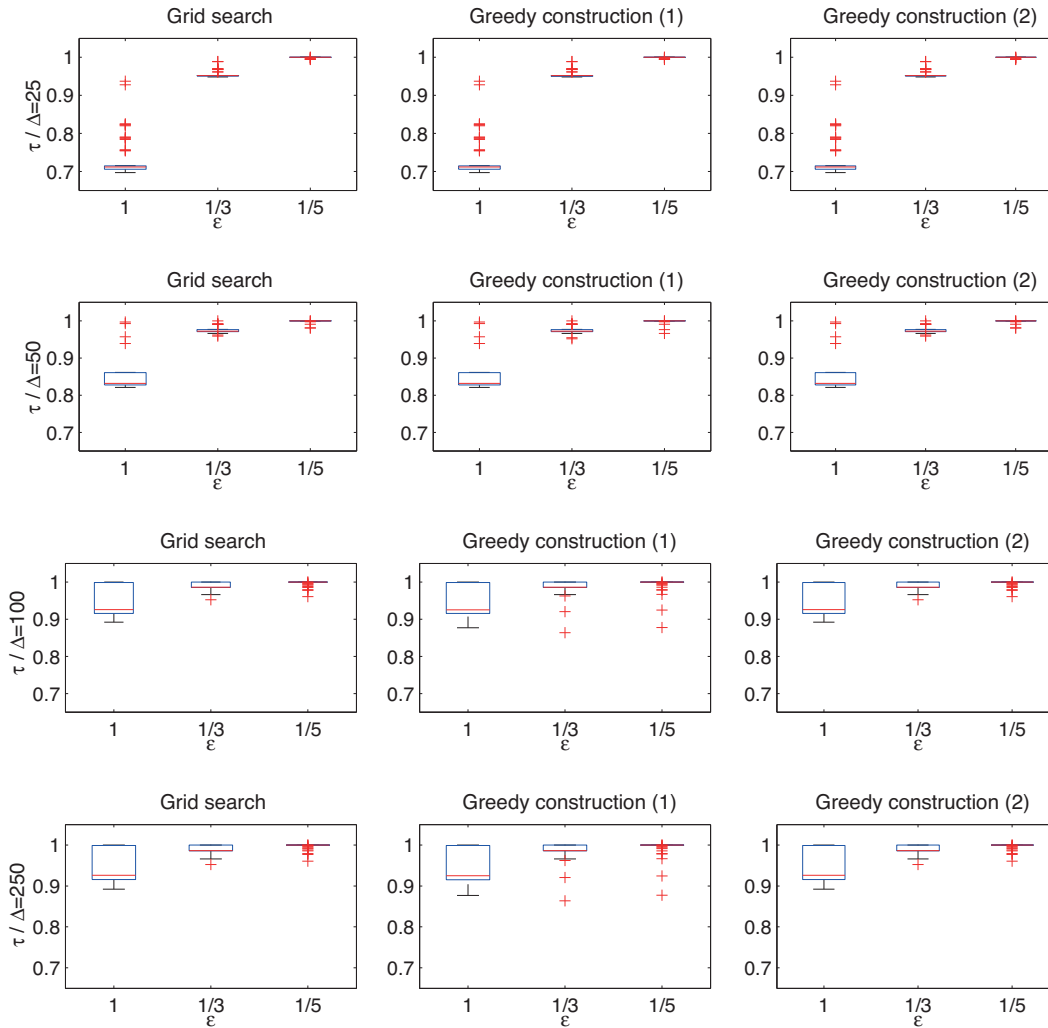 Grid search Greedy construction (1) Greedy construction (2)
τ / Δ=25
1 1 1
0.9 0.9 0.9
0.8 0.8 0.8
0.7 0.7 0.7
1 1/3 1/5 1 1/3 1/5 1 1/3 1/5
ε ε ε
Grid search Greedy construction (1) Greedy construction (2)
τ / Δ=50
1 1 1
0.9 0.9 0.9
0.8 0.8 0.8
0.7 0.7 0.7
1 1/3 1/5 1 1/3 1/5 1 1/3 1/5
ε ε ε
Grid search Greedy construction (1) Greedy construction (2)
τ / Δ=100
1 1 1
0.9 0.9 0.9
0.8 0.8 0.8
0.7 0.7 0.7
1 1/3 1/5 1 1/3 1/5 1 1/3 1/5
ε ε ε
Grid search Greedy construction (1) Greedy construction (2)
τ / Δ=250
1 1 1
0.9 0.9 0.9
0.8 0.8 0.8
0.7 0.7 0.7
1 1/3 1/5 1 1/3 1/5 1 1/3 1/5
ε ε ε